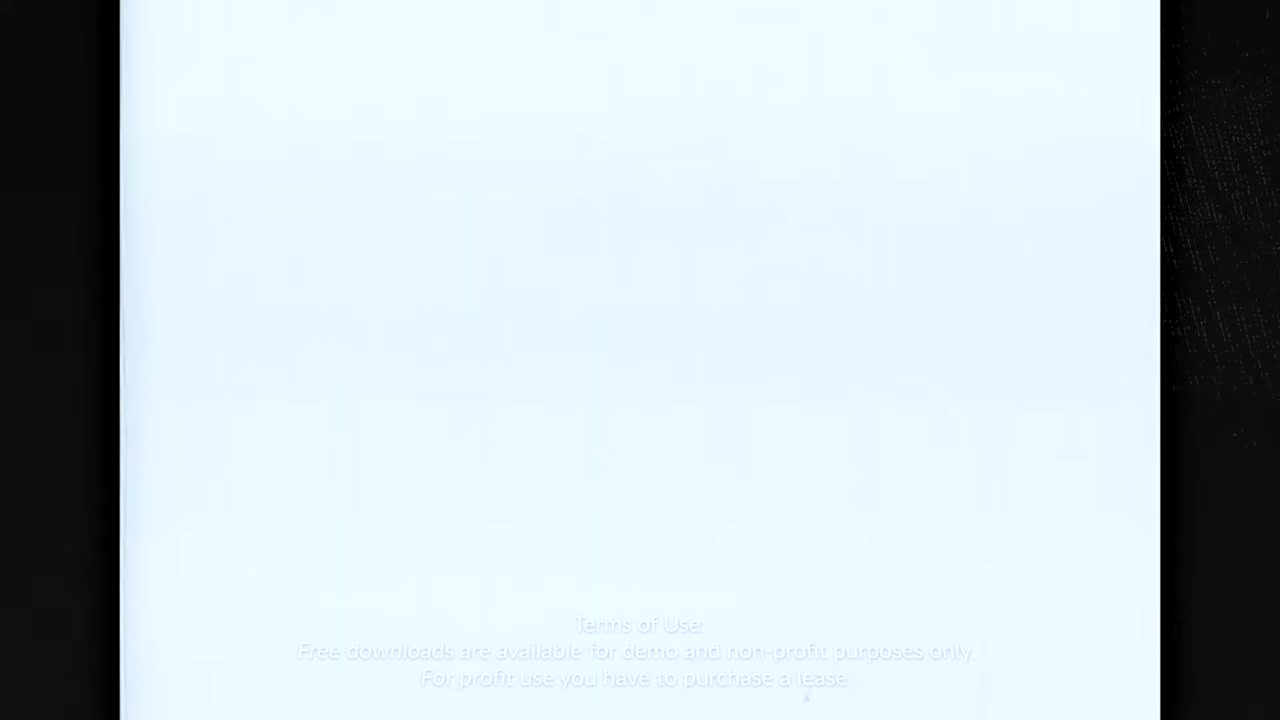 Terms of Use:
Free downloads are available for demo and non-profit purposes only.
For profit use you have to purchase a lease